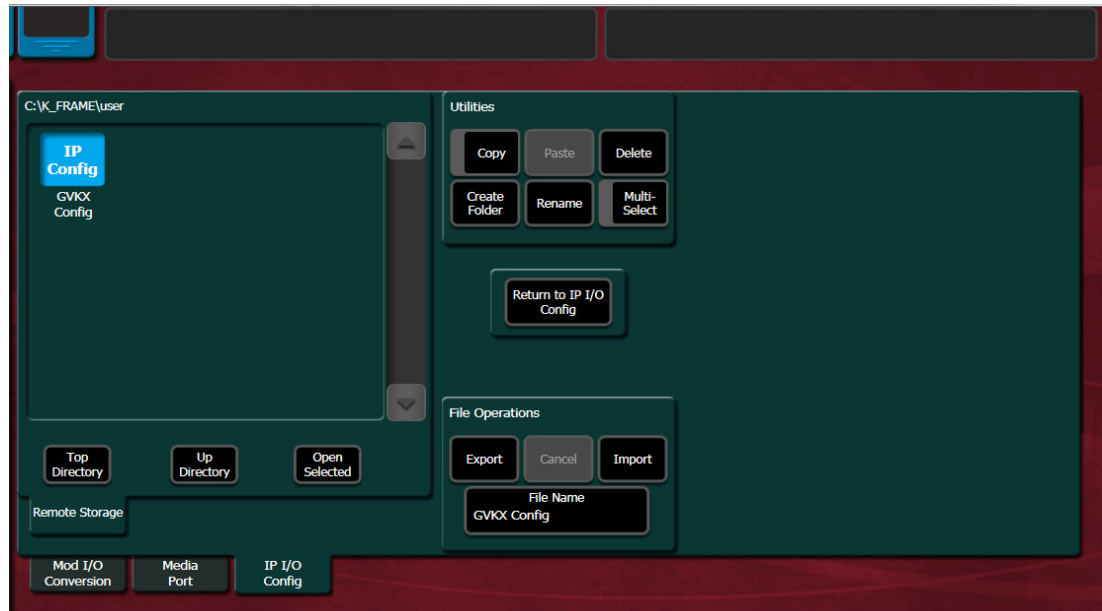 C:\K_FRAME\user
IP
Config
GVKX
Config
Top
Directory
Up
Directory
Open
Selected
Remote Storage
Utilities
Copy
Paste
Delete
Create
Folder
Rename
Multi-
Select
Return to IP I/O
Config
File Operations
Export
Cancel
Import
File Name
GVKX Config
Mod I/O
Conversion
Media
Port
IP I/O
Config